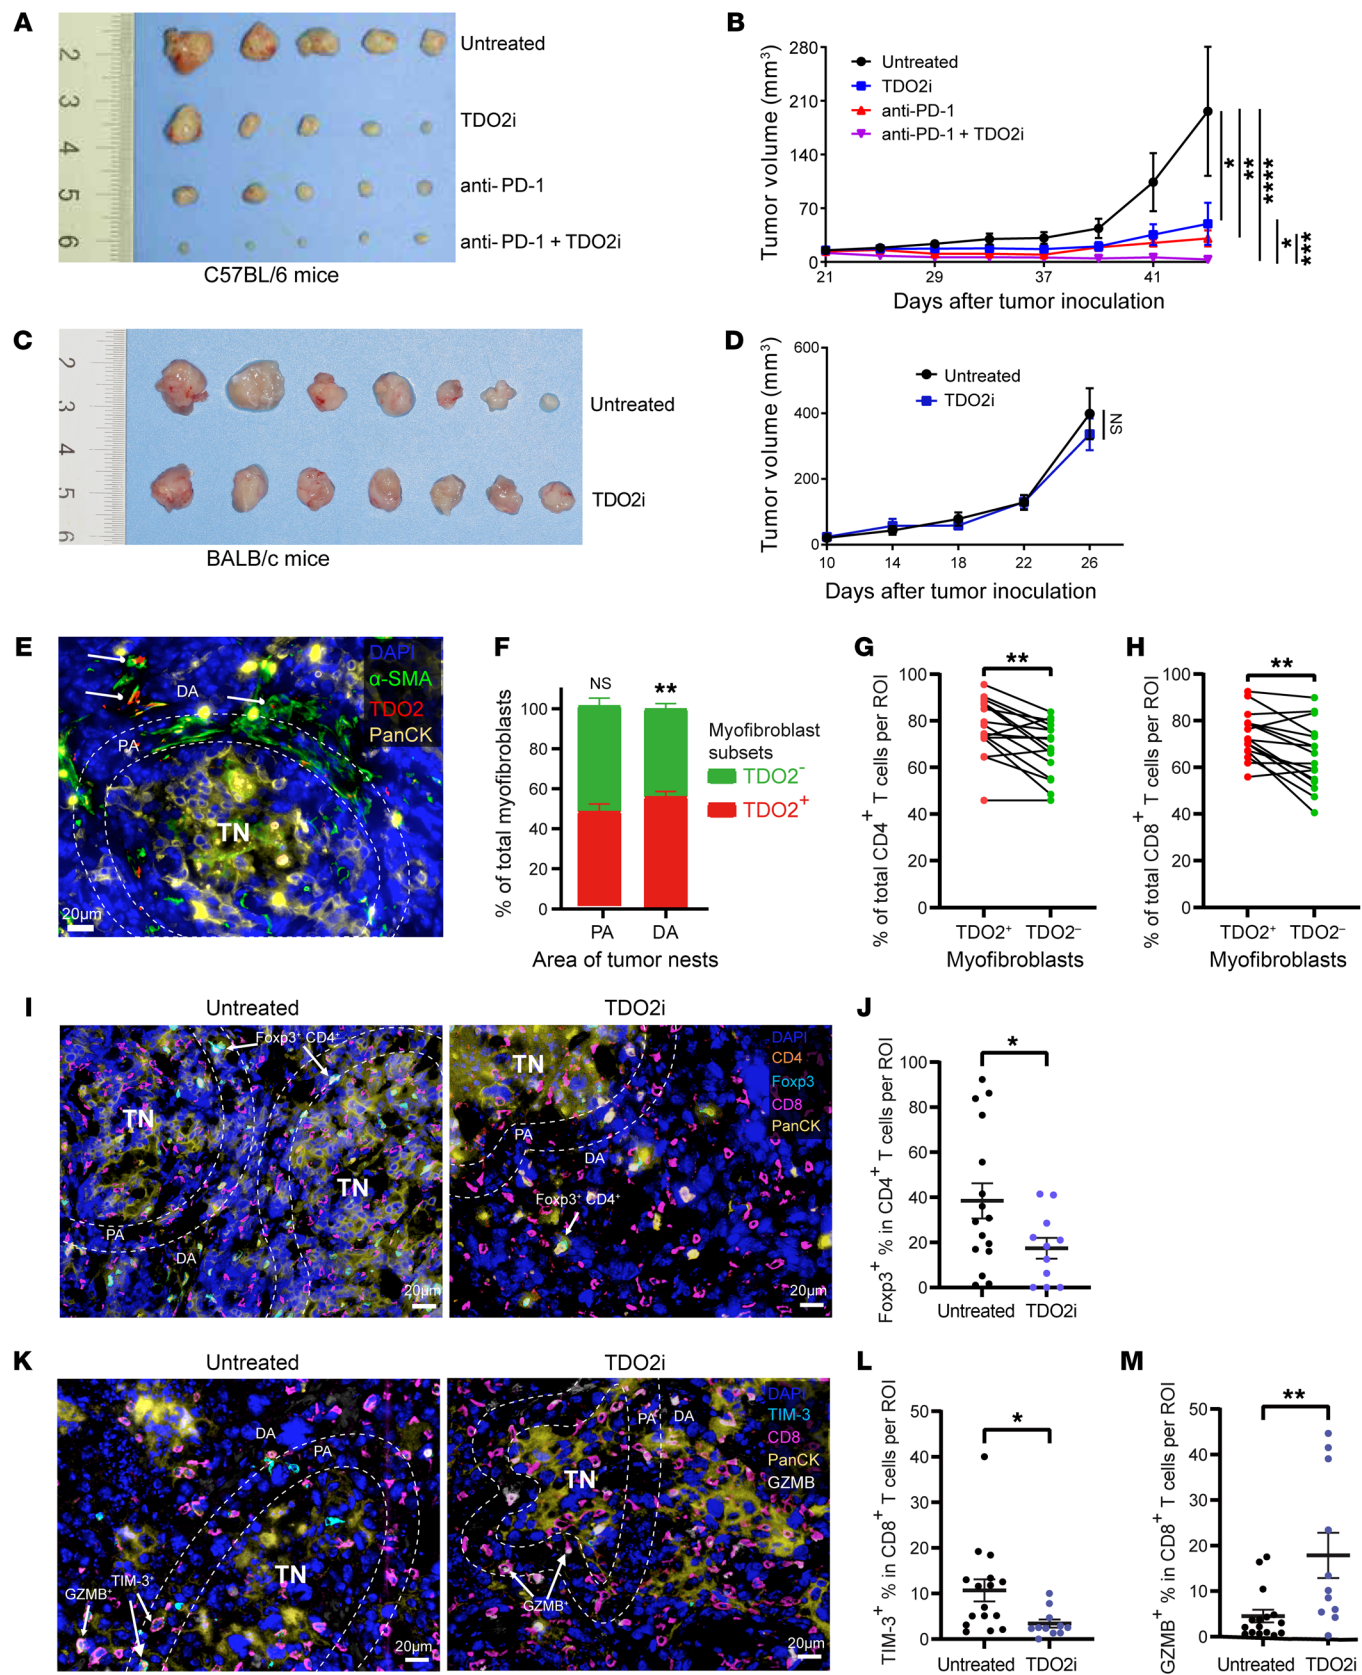 A
2
3
4
5
6
Untreated
TDO2i
anti-PD-1
anti-PD-1 + TDO2i
C57BL/6 mice
B
Tumor volume (mm³)
280
210
140
70
0
21
29
37
41
Untreated
TDO2i
anti-PD-1
anti-PD-1 + TDO2i
*
**
****
*
***
Days after tumor inoculation
C
2
3
4
5
6
Untreated
TDO2i
BALB/c mice
D
Tumor volume (mm³)
600
400
200
0
10
14
18
22
26
Untreated
TDO2i
NS
Days after tumor inoculation
E
DAPI
α-SMA
TDO2
PanCK
DA
PA
TN
20μm
F
% of total myofibroblasts
100
80
60
40
20
0
NS
**
Myofibroblast
subsets
TDO2⁻
TDO2⁺
PA
DA
Area of tumor nests
G
% of total CD4⁺ T cells per ROI
100
80
60
40
20
0
**
TDO2⁺
TDO2⁻
Myofibroblasts
H
% of total CD8⁺ T cells per ROI
100
80
60
40
20
0
**
TDO2⁺
TDO2⁻
Myofibroblasts
I
Untreated
Foxp3⁺ CD4⁺
TN
TN
PA
DA
20μm
TDO2i
TN
DAPI
CD4
Foxp3
CD8
PanCK
PA
DA
Foxp3⁺ CD4⁺
20μm
J
Foxp3⁺ % in CD4⁺ T cells per ROI
100
80
60
40
20
0
*
Untreated
TDO2i
K
Untreated
DA
PA
TN
TIM-3⁺
GZMB⁺
20μm
TDO2i
PA
DA
DAPI
TIM-3
CD8
PanCK
GZMB
TN
GZMB⁺
20μm
L
TIM-3⁺ % in CD8⁺ T cells per ROI
50
40
30
20
10
0
*
Untreated
TDO2i
M
GZMB⁺ % in CD8⁺ T cells per ROI
50
40
30
20
10
0
**
Untreated
TDO2i